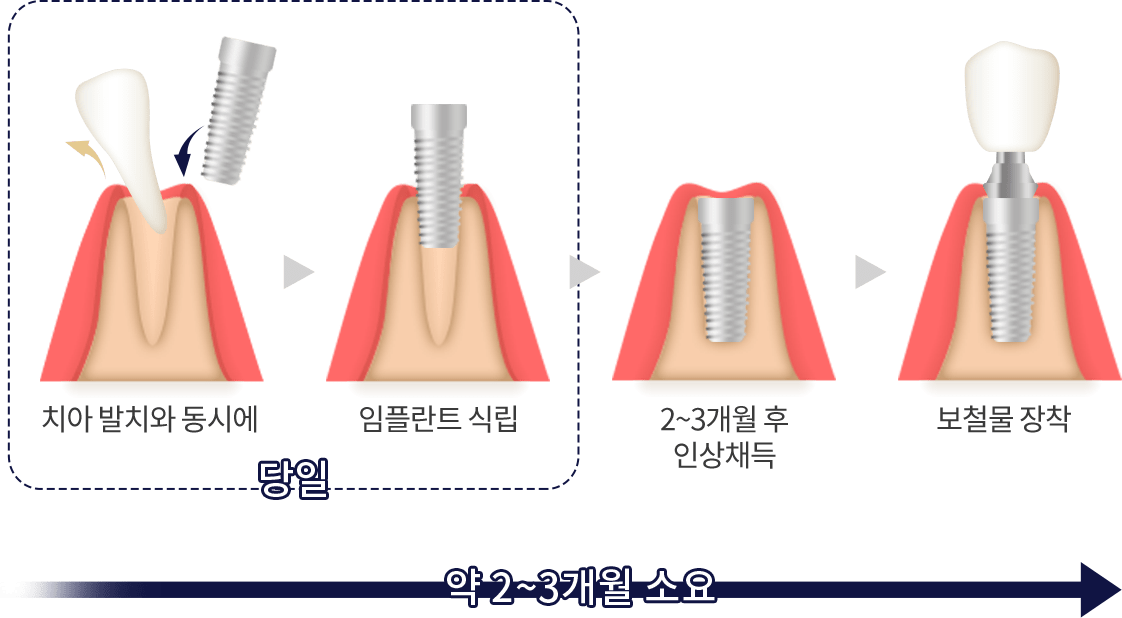 치아 발치와 동시에
임플란트 식립
2~3개월 후
인상채득
보철물 장착
당일
약 2~3개월 소요